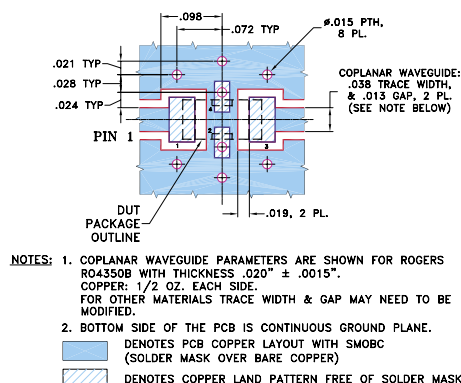 .098
.072 TYP
ø.015 PTH,
8 PL.
.021 TYP
.028 TYP
.024 TYP
COPLANAR WAVEGUIDE:
.038 TRACE WIDTH,
& .013 GAP, 2 PL.
(SEE NOTE BELOW)
PIN 1
4
2
1
3
DUT
PACKAGE
OUTLINE
.019, 2 PL.
NOTES: 1. COPLANAR WAVEGUIDE PARAMETERS ARE SHOWN FOR ROGERS
RO4350B WITH THICKNESS .020" ± .0015".
COPPER: 1/2 OZ. EACH SIDE.
FOR OTHER MATERIALS TRACE WIDTH & GAP MAY NEED TO BE
MODIFIED.
2. BOTTOM SIDE OF THE PCB IS CONTINUOUS GROUND PLANE.
DENOTES PCB COPPER LAYOUT WITH SMOBC
(SOLDER MASK OVER BARE COPPER)
DENOTES COPPER LAND PATTERN FREE OF SOLDER MASK